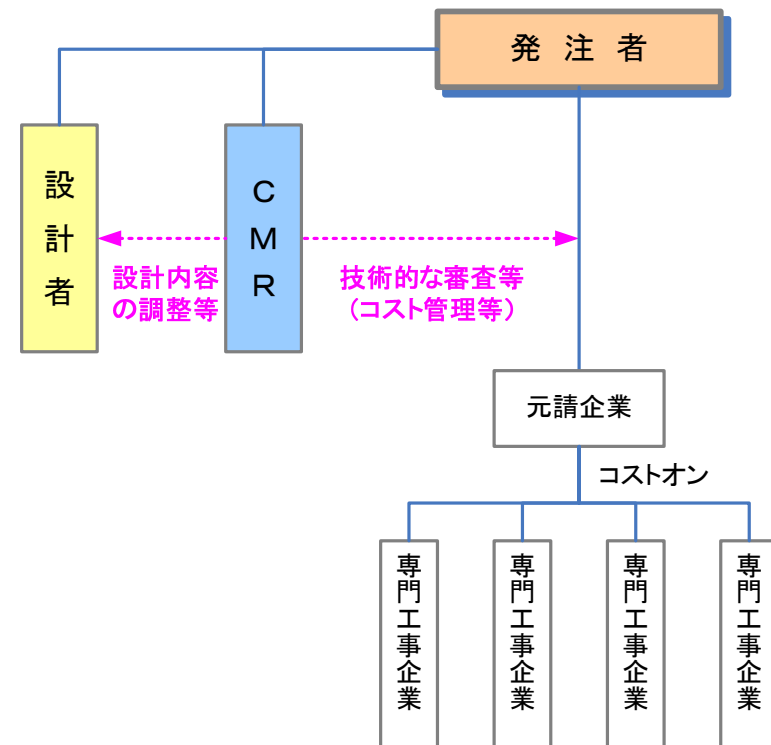 発 注 者
設計者
CMR
設計内容
の調整等
技術的な審査等
(コスト管理等)
元請企業
コストオン
専門工事企業
専門工事企業
専門工事企業
専門工事企業